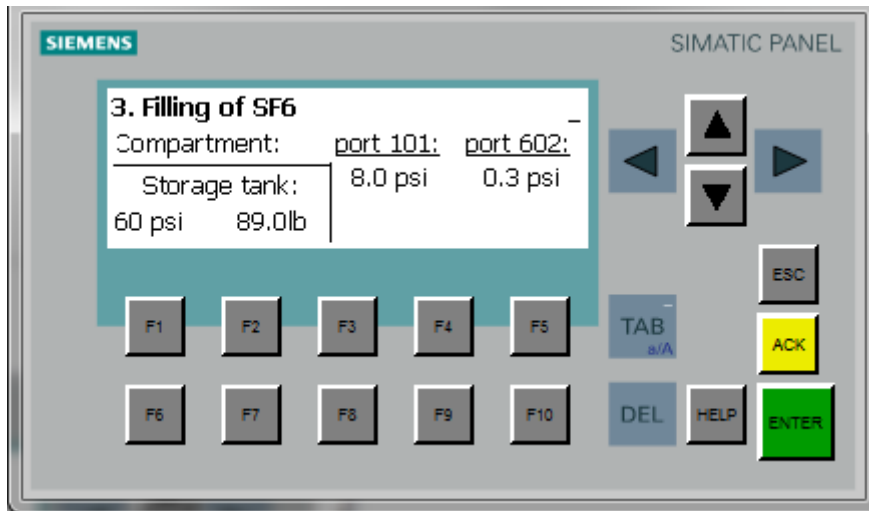 SIEMENS
SIMATIC PANEL
3. Filling of SF6
Compartment: port 101: port 602:
Storage tank: 8.0 psi 0.3 psi
60 psi 89.0lb
ESC
F1 F2 F3 F4 F5 TAB
a/A
ACK
F6 F7 F8 F9 F10 DEL HELP ENTER